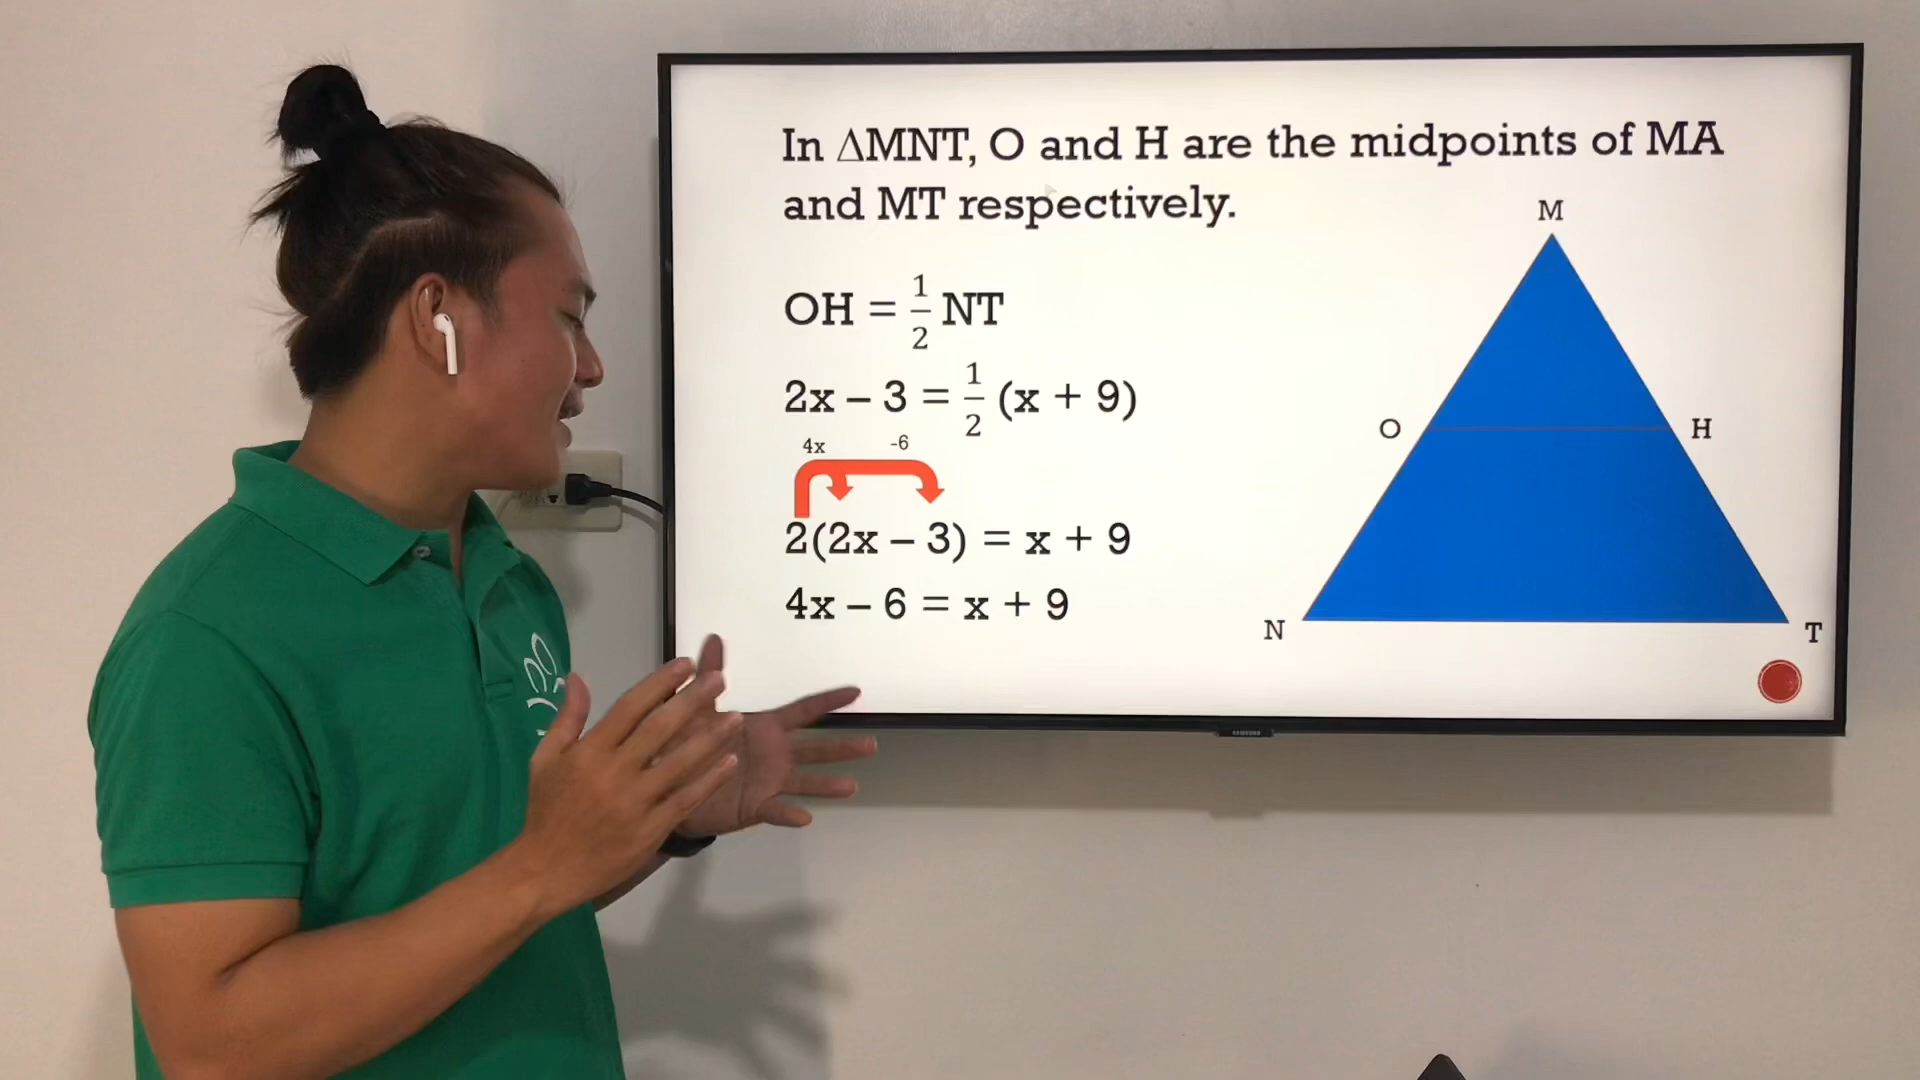 In ∆MNT, O and H are the midpoints of MA
and MT respectively.
M
OH = 1/2 NT
2x – 3 = 1/2 (x + 9)
O
H
4x -6
2(2x – 3) = x + 9
4x – 6 = x + 9
N
T
SAMSUNG